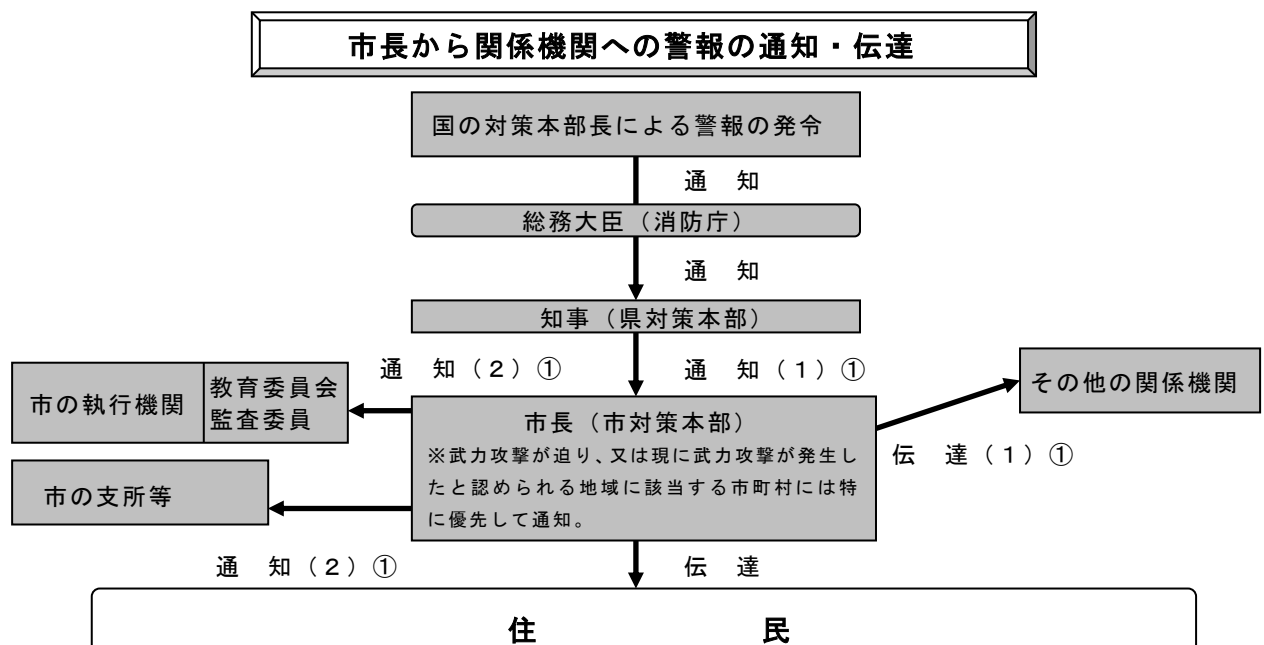 市長から関係機関への警報の通知・伝達
国の対策本部長による警報の発令
通　知
総務大臣（消防庁）
通　知
知事（県対策本部）
通　知（２）①
通　知（１）①
市の執行機関
教育委員会
監査委員
その他の関係機関
市長（市対策本部）
※武力攻撃が迫り、又は現に武力攻撃が発生し
たと認められる地域に該当する市町村には特
に優先して通知。
伝　達（１）①
市の支所等
通　知（２）①
伝　達
住　民